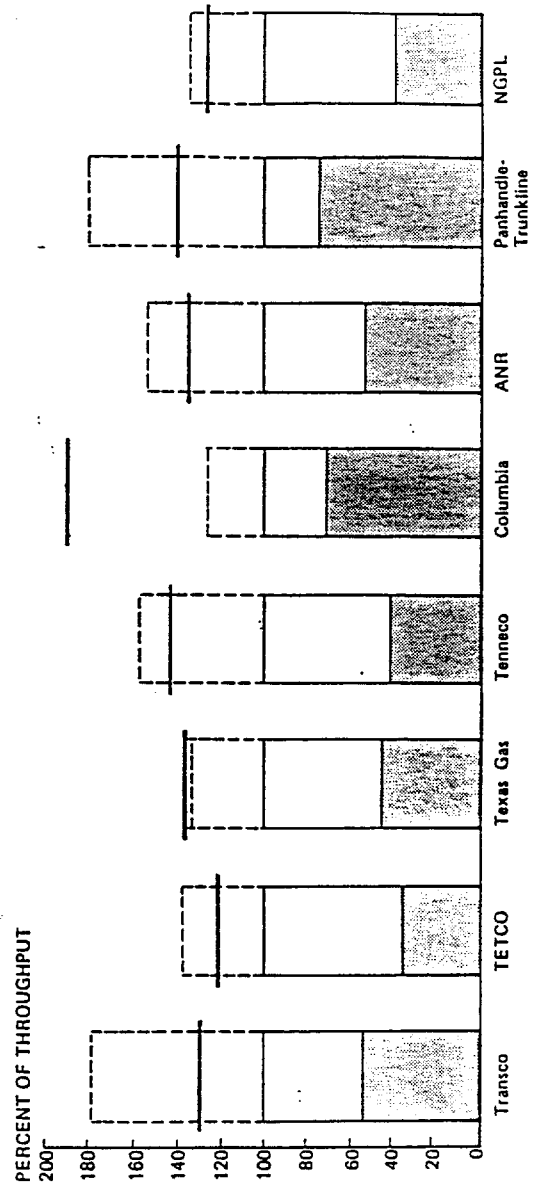 PERCENT OF THROUGHPUT
200
180
160
140
120
100
80
60
40
20
0
Transco
TETCO
Texas Gas
Tenneco
Columbia
ANR
Panhandle-
Trunkline
NGPL